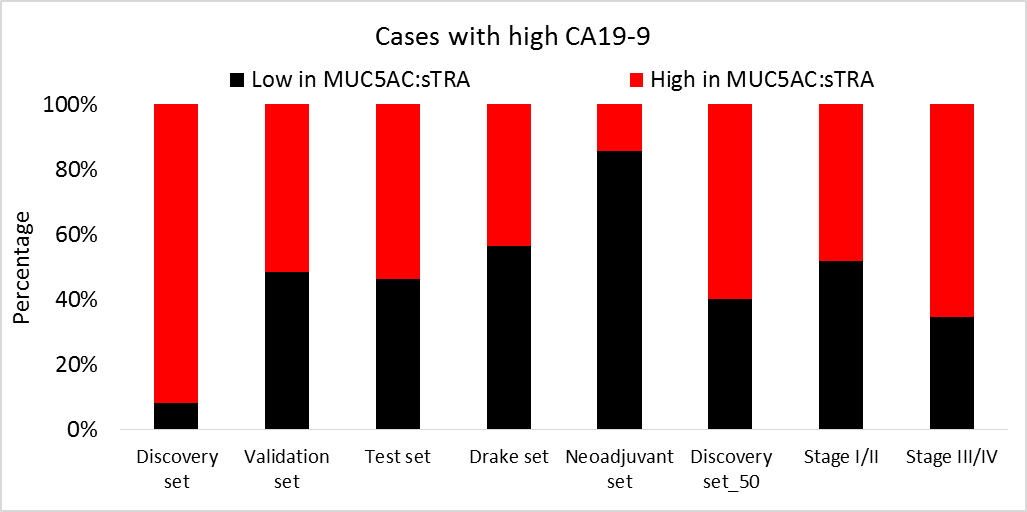 Cases with high CA19-9
Low in MUC5AC:sTRA
High in MUC5AC:sTRA
Percentage
100%
80%
60%
40%
20%
0%
Discovery
set
Validation
set
Test set
Drake set
Neoadjuvant
set
Discovery
set_50
Stage I/II
Stage III/IV